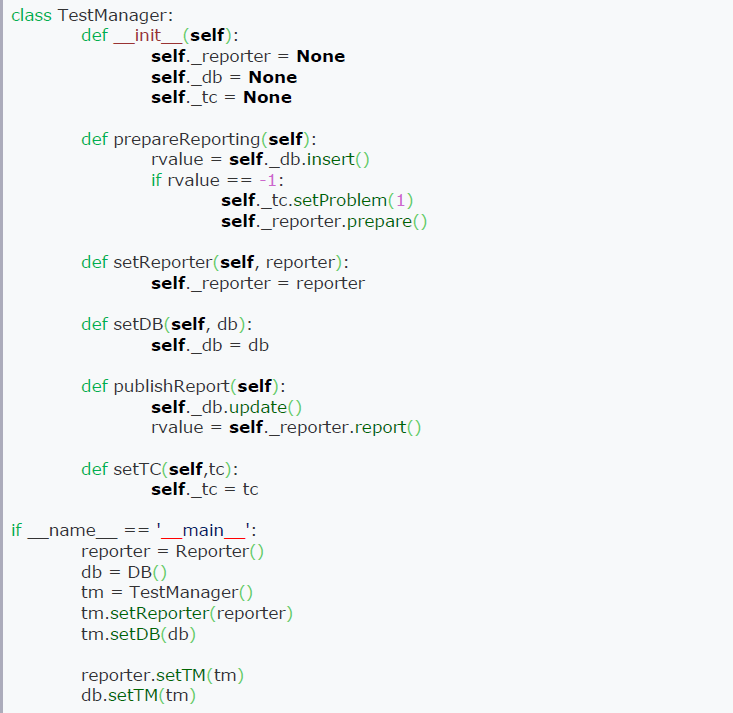 class TestManager:
def __init__(self):
self._reporter = None
self._db = None
self._tc = None
def prepareReporting(self):
rvalue = self._db.insert()
if rvalue == -1:
self._tc.setProblem(1)
self._reporter.prepare()
def setReporter(self, reporter):
self._reporter = reporter
def setDB(self, db):
self._db = db
def publishReport(self):
self._db.update()
rvalue = self._reporter.report()
def setTC(self,tc):
self._tc = tc
if __name__ == '__main__':
reporter = Reporter()
db = DB()
tm = TestManager()
tm.setReporter(reporter)
tm.setDB(db)
reporter.setTM(tm)
db.setTM(tm)